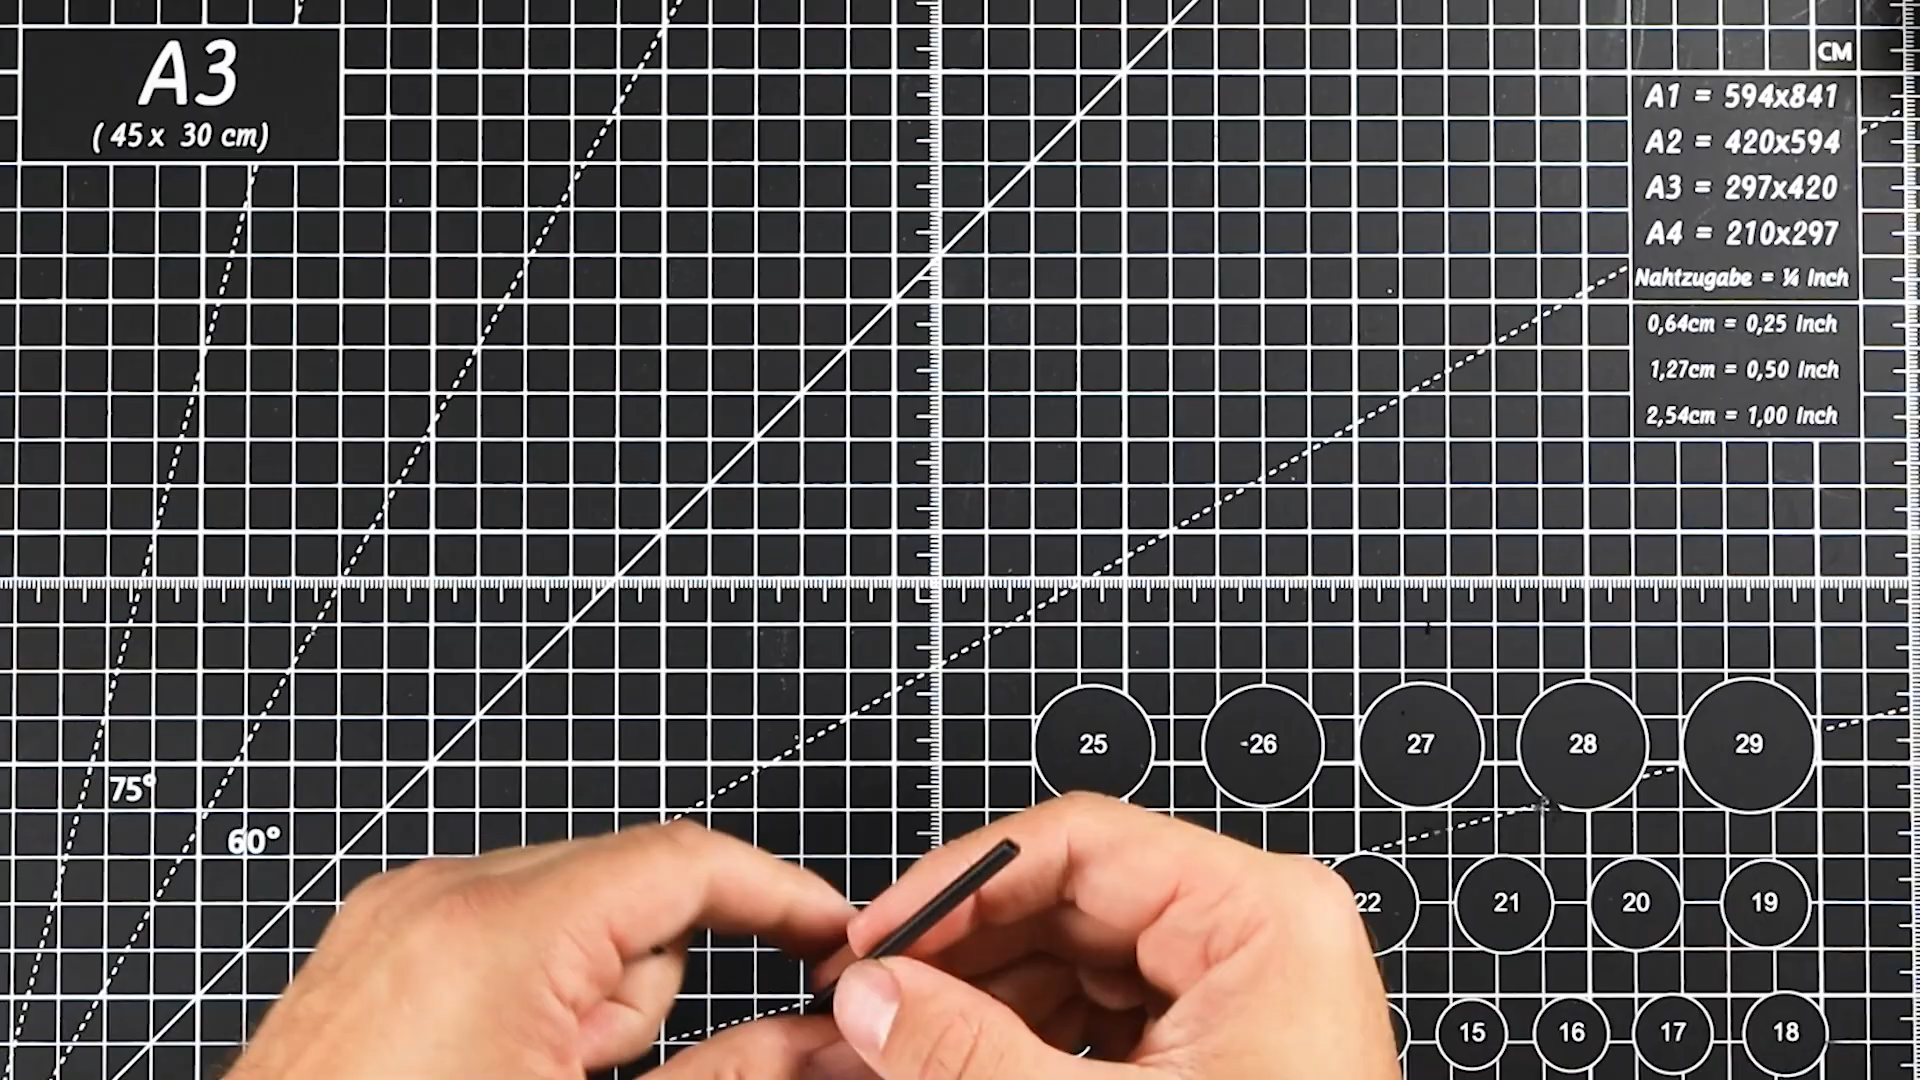 A3
(45 x 30 cm)
CM
A1 = 594x841
A2 = 420x594
A3 = 297x420
A4 = 210x297
Nahtzugabe = ¼ Inch
0,64cm = 0,25 Inch
1,27cm = 0,50 Inch
2,54cm = 1,00 Inch
25 26 27 28 29
75°
60°
22 21 20 19
15 16 17 18